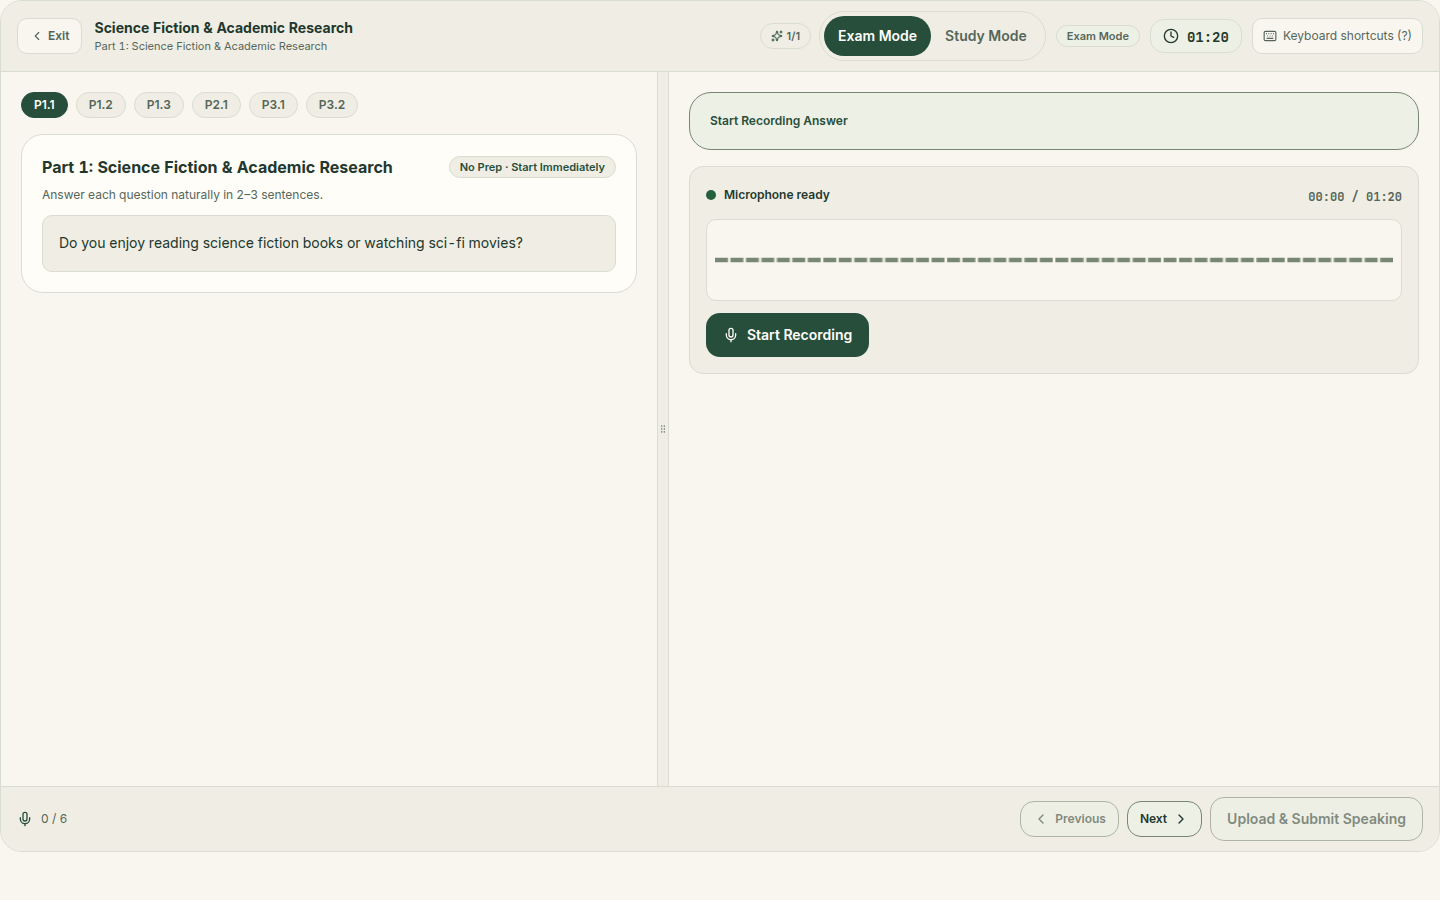 Exit
Science Fiction & Academic Research
Part 1: Science Fiction & Academic Research
1/1
Exam Mode
Study Mode
Exam Mode
01:20
Keyboard shortcuts (?)
P1.1
P1.2
P1.3
P2.1
P3.1
P3.2
Part 1: Science Fiction & Academic Research
No Prep · Start Immediately
Answer each question naturally in 2–3 sentences.
Do you enjoy reading science fiction books or watching sci-fi movies?
Start Recording Answer
Microphone ready
00:00 / 01:20
Start Recording
0 / 6
Previous
Next
Upload & Submit Speaking